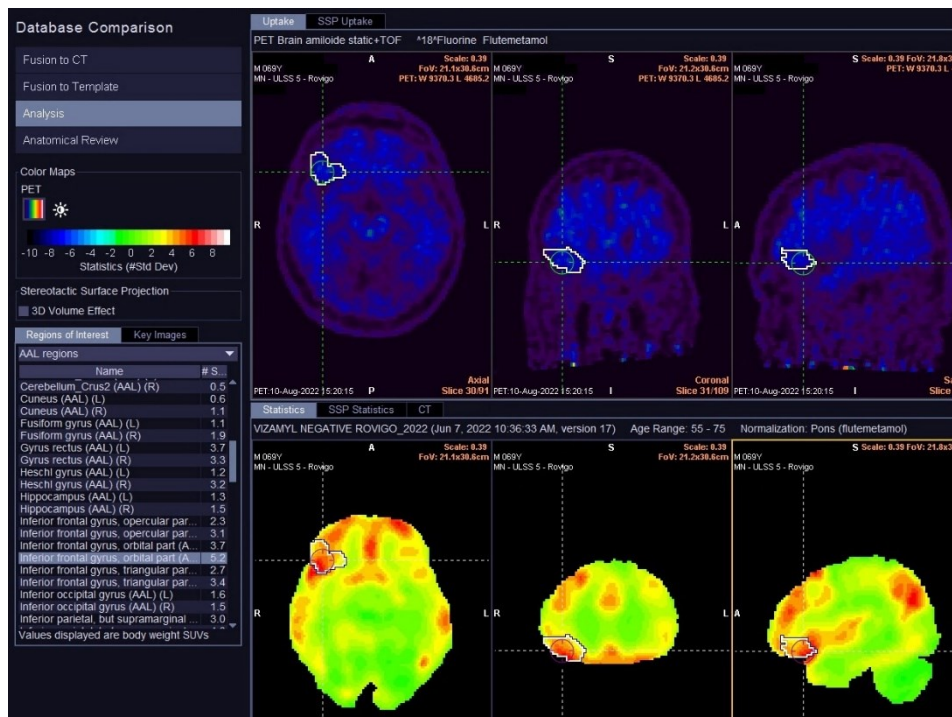 Database Comparison
Fusion to CT
Fusion to Template
Analysis
Anatomical Review
Color Maps
PET
-10 -8 -6 -4 -2 0 2 4 6 8
Statistics (#Std Dev)
Stereotactic Surface Projection
3D Volume Effect
Regions of Interest Key Images
AAL regions
Name # S...
Cerebellum_Crus2 (AAL) (R) 0.5
Cuneus (AAL) (L) 0.6
Cuneus (AAL) (R) 1.1
Fusiform gyrus (AAL) (L) 1.1
Fusiform gyrus (AAL) (R) 1.9
Gyrus rectus (AAL) (L) 3.7
Gyrus rectus (AAL) (R) 3.3
Heschl gyrus (AAL) (L) 1.2
Heschl gyrus (AAL) (R) 3.2
Hippocampus (AAL) (L) 1.3
Hippocampus (AAL) (R) 1.5
Inferior frontal gyrus, opercular par... 2.3
Inferior frontal gyrus, opercular par... 3.1
Inferior frontal gyrus, orbital part (A... 3.7
Inferior frontal gyrus, orbital part (A... 5.2
Inferior frontal gyrus, triangular par... 2.7
Inferior frontal gyrus, triangular par... 3.4
Inferior occipital gyrus (AAL) (L) 1.6
Inferior occipital gyrus (AAL) (R) 1.5
Inferior parietal, but supramarginal ... 3.0
Values displayed are body weight SUVs
Uptake SSP Uptake
PET Brain amiloide static+TOF ^18^Fluorine Flutemetamol
A
Scale: 0.39
M 069Y
FoV: 21.1x30.6cm
MN - ULSS 5 - Rovigo
PET: W 9370.3 L 4685.2
R
L
PET:10-Aug-2022 15:20:15
P
Axial
Slice 30/91
S
Scale: 0.39
M 069Y
FoV: 21.2x30.6cm
MN - ULSS 5 - Rovigo
PET: W 9370.3 L 4685.2
R
L
PET:10-Aug-2022 15:20:15
I
Coronal
Slice 31/109
S
Scale: 0.39 FoV: 21.8x3
M 069Y
PET: W 9370.3 L
MN - ULSS 5 - Rovigo
A
PET:10-Aug-2022 15:20:15
I
Sa
Slice
Statistics SSP Statistics CT
VIZAMYL NEGATIVE ROVIGO_2022 (Jun 7, 2022 10:36:33 AM, version 17) Age Range: 55 - 75 Normalization: Pons (flutemetamol)
A
Scale: 0.39
M 069Y
FoV: 21.1x30.6cm
MN - ULSS 5 - Rovigo
R
L
S
Scale: 0.39
M 069Y
FoV: 21.2x30.6cm
MN - ULSS 5 - Rovigo
R
L
S
Scale: 0.39 FoV: 21.8x3
M 069Y
MN - ULSS 5 - Rovigo
A